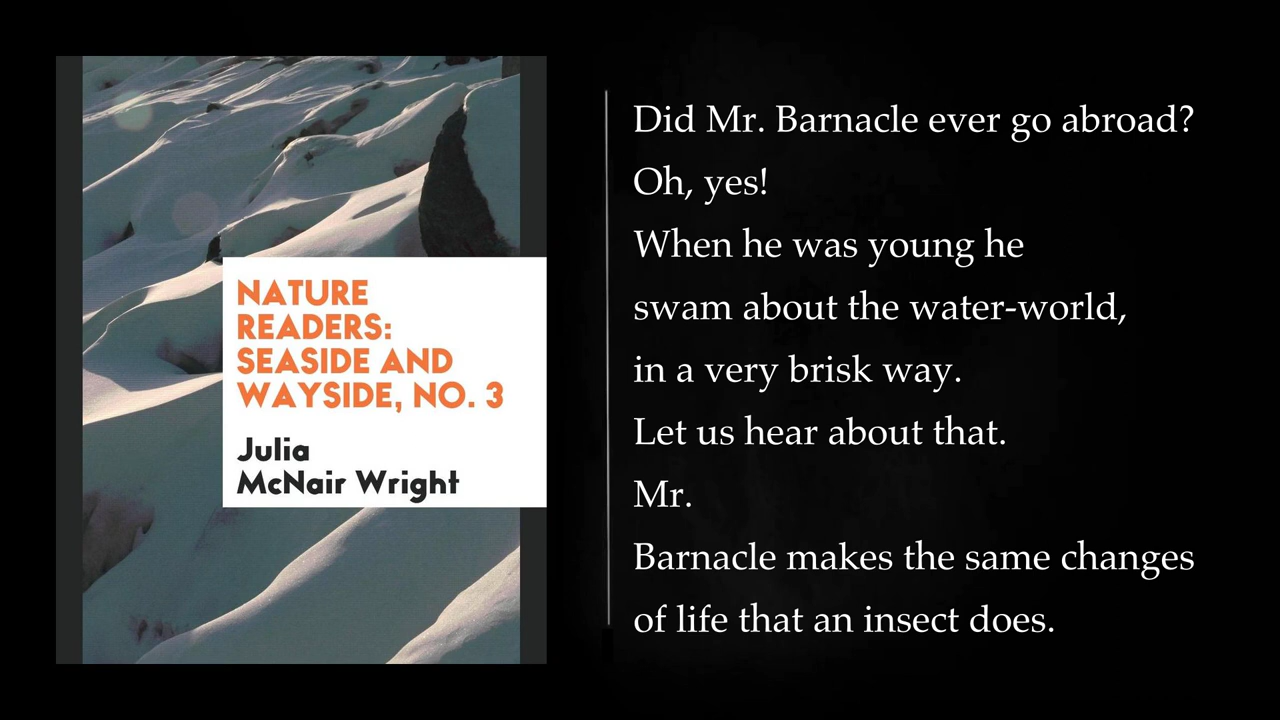 NATURE
READERS:
SEASIDE AND
WAYSIDE, NO. 3
Julia
McNair Wright
Did Mr. Barnacle ever go abroad?
Oh, yes!
When he was young he
swam about the water-world,
in a very brisk way.
Let us hear about that.
Mr.
Barnacle makes the same changes
of life that an insect does.